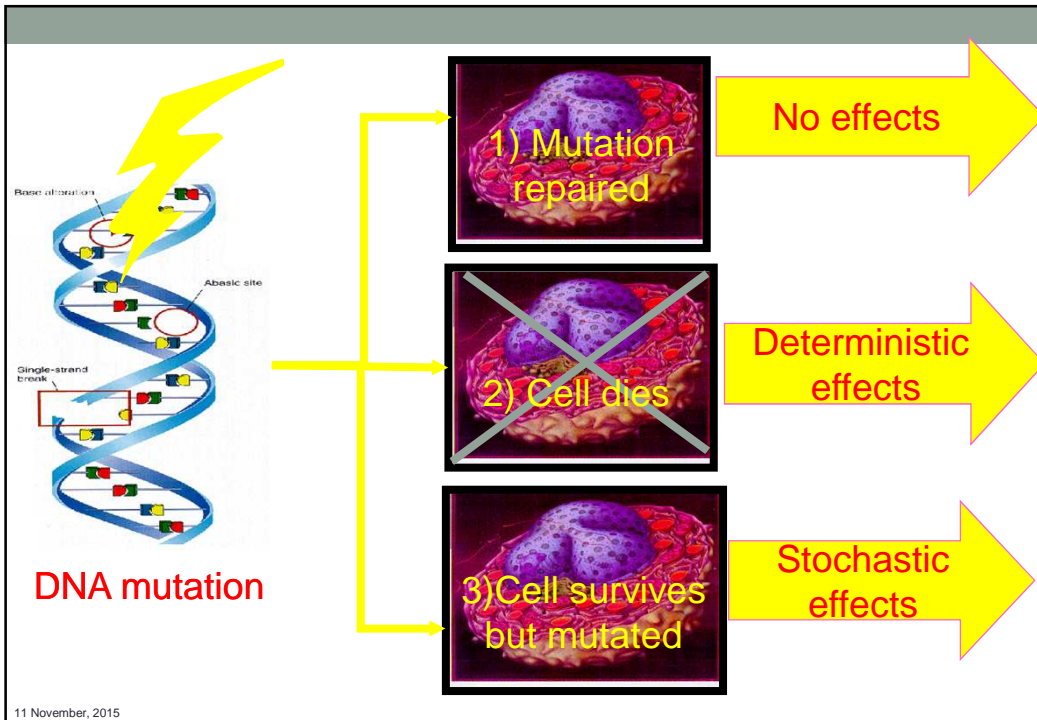 Base alteration
Abasic site
Single-strand
break
DNA mutation
1) Mutation
repaired
No effects
2) Cell dies
Deterministic
effects
3)Cell survives
but mutated
Stochastic
effects
11 November, 2015